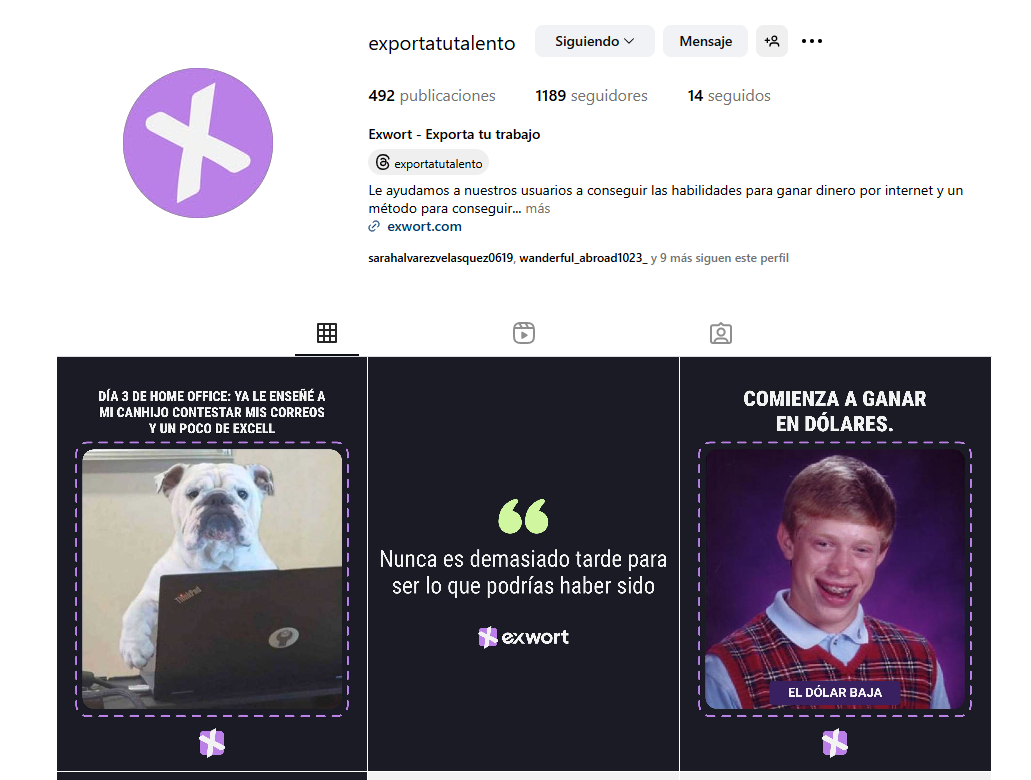 exportatutalento
Siguiendo
Mensaje
492 publicaciones
1189 seguidores
14 seguidos
Exwort - Exporta tu trabajo
exportatutalento
Le ayudamos a nuestros usuarios a conseguir las habilidades para ganar dinero por internet y un
método para conseguir... más
exwort.com
sarahalvarezvelasquez0619, wanderful_abroad1023_ y 9 más siguen este perfil
DÍA 3 DE HOME OFFICE: YA LE ENSEÑÉ A
MI CANHIJO CONTESTAR MIS CORREOS
Y UN POCO DE EXCELL
ThinkPad
Nunca es demasiado tarde para
ser lo que podrías haber sido
exwort
COMIENZA A GANAR
EN DÓLARES.
EL DÓLAR BAJA